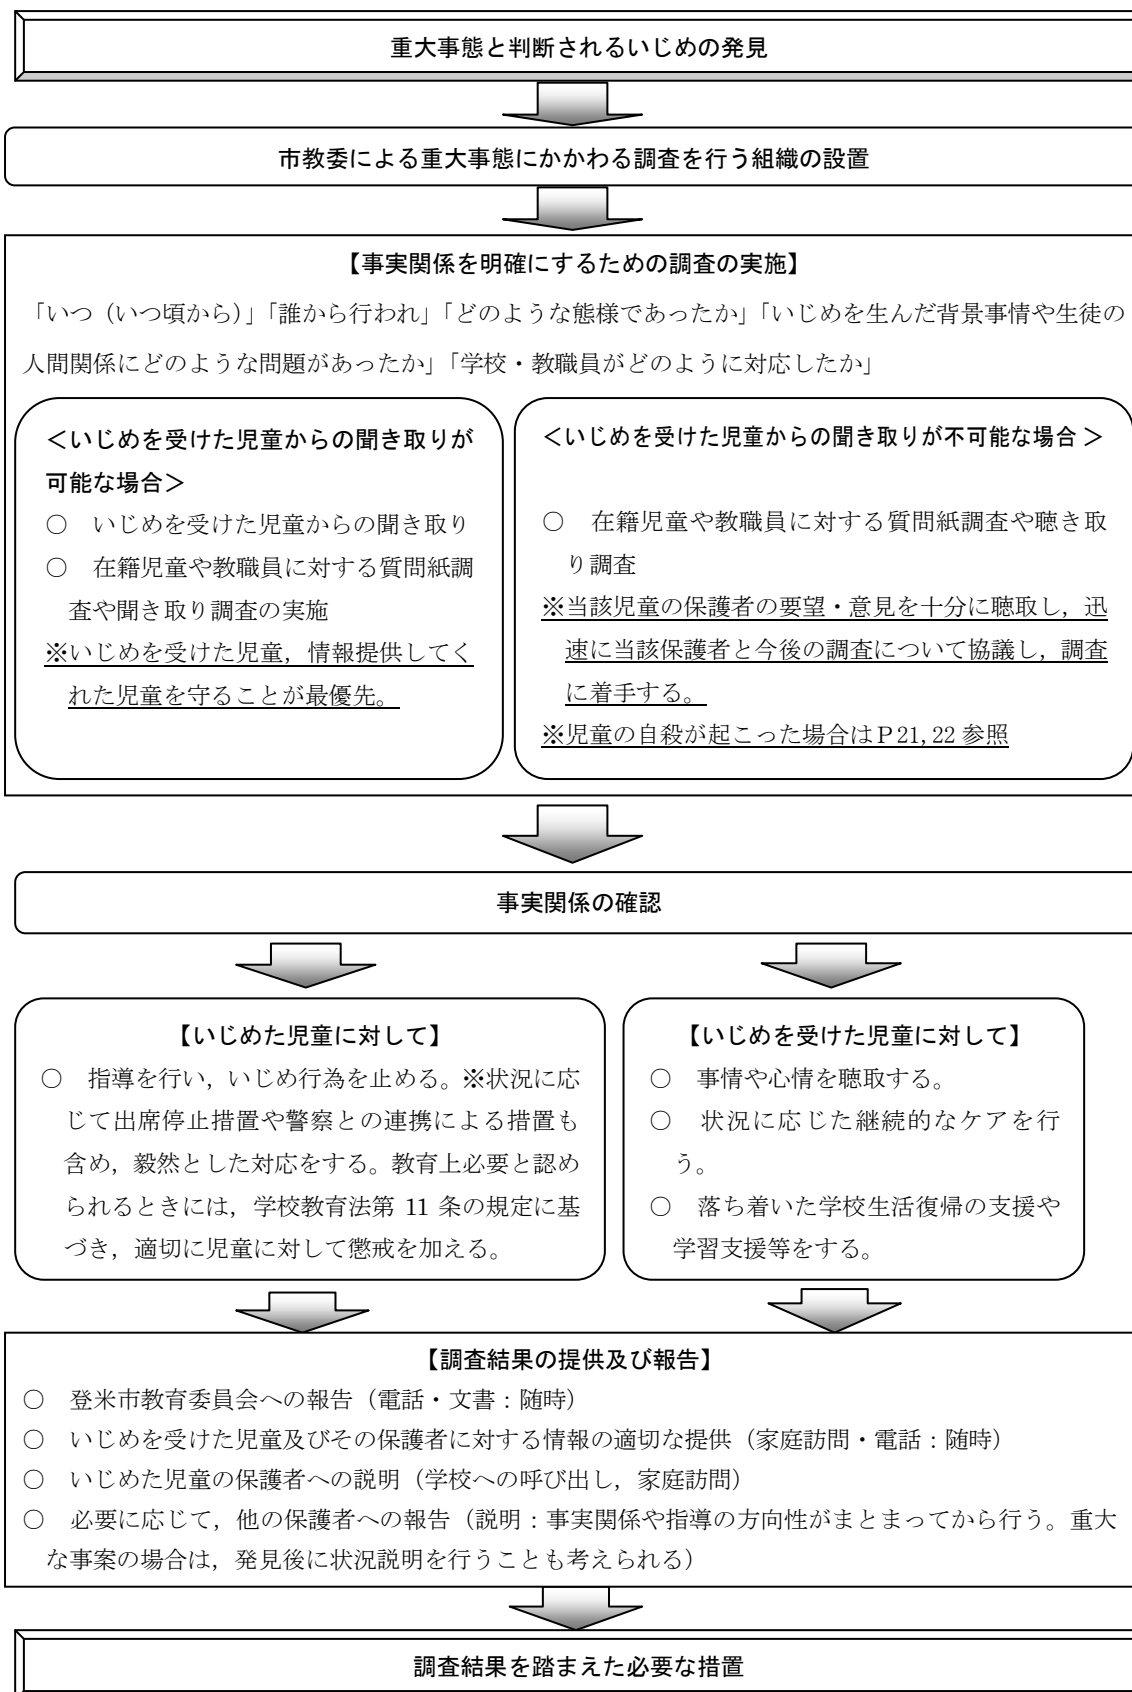 重大事態と判断されるいじめの発見
市教委による重大事態にかかわる調査を行う組織の設置
【事実関係を明確にするための調査の実施】
「いつ（いつ頃から）」「誰から行われ」「どのような態様であったか」「いじめを生んだ背景事情や生徒の
人間関係にどのような問題があったか」「学校・教職員がどのように対応したか」
＜いじめを受けた児童からの聞き取りが
可能な場合＞
○　いじめを受けた児童からの聞き取り
○　在籍児童や教職員に対する質問紙調
査や聞き取り調査の実施
※いじめを受けた児童，情報提供してく
れた児童を守ることが最優先。
＜いじめを受けた児童からの聞き取りが不可能な場合＞
○　在籍児童や教職員に対する質問紙調査や聴き取
り調査
※当該児童の保護者の要望・意見を十分に聴取し，迅
速に当該保護者と今後の調査について協議し，調査
に着手する。
※児童の自殺が起こった場合はＰ21,22 参照
事実関係の確認
【いじめた児童に対して】
○　指導を行い，いじめ行為を止める。※状況に応
じて出席停止措置や警察との連携による措置も
含め，毅然とした対応をする。教育上必要と認め
られるときには，学校教育法第 11 条の規定に基
づき，適切に児童に対して懲戒を加える。
【いじめを受けた児童に対して】
○　事情や心情を聴取する。
○　状況に応じた継続的なケアを行
う。
○　落ち着いた学校生活復帰の支援や
学習支援等をする。
【調査結果の提供及び報告】
○　登米市教育委員会への報告（電話・文書：随時）
○　いじめを受けた児童及びその保護者に対する情報の適切な提供（家庭訪問・電話：随時）
○　いじめた児童の保護者への説明（学校への呼び出し，家庭訪問）
○　必要に応じて，他の保護者への報告（説明：事実関係や指導の方向性がまとまってから行う。重大
な事案の場合は，発見後に状況説明を行うことも考えられる）
調査結果を踏まえた必要な措置